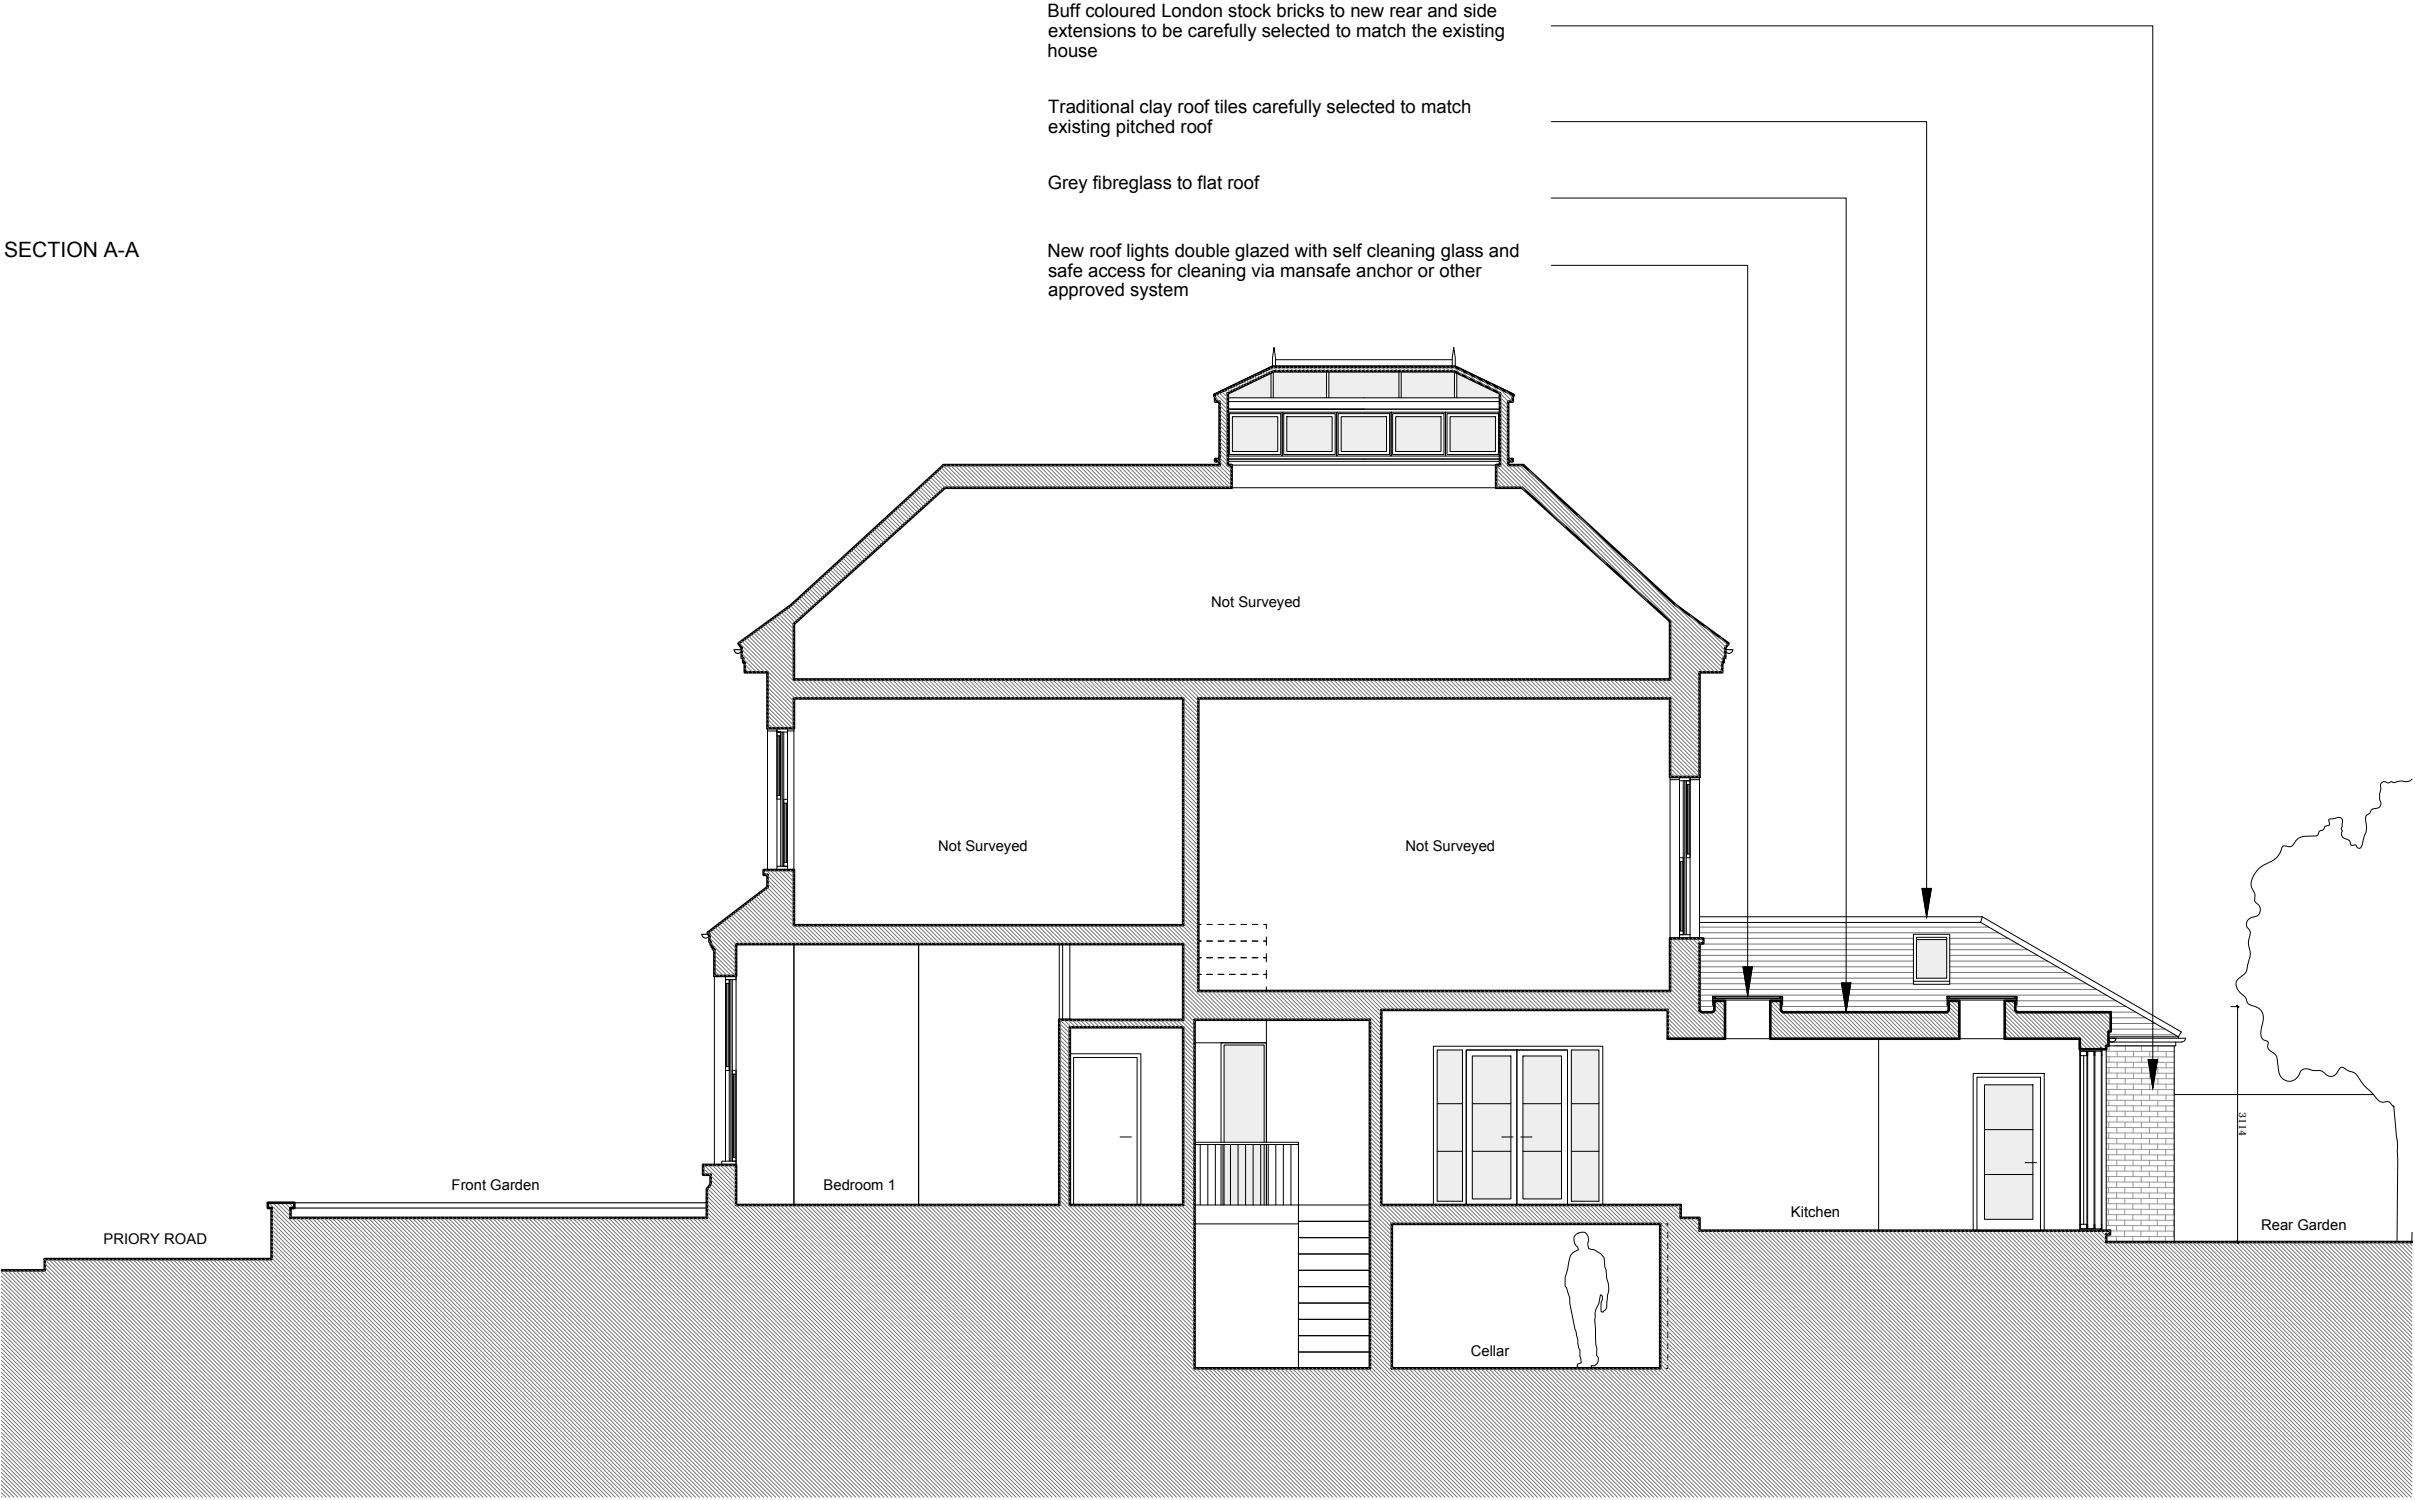 Buff coloured London stock bricks to new rear and side
extensions to be carefully selected to match the existing
house
Traditional clay roof tiles carefully selected to match
existing pitched roof
Grey fibreglass to flat roof
SECTION A-A
New roof lights double glazed with self cleaning glass and
safe access for cleaning via mansafe anchor or other
approved system
Not Surveyed
Not Surveyed
Not Surveyed
3114
Front Garden
Bedroom 1
Kitchen
Rear Garden
PRIORY ROAD
Cellar